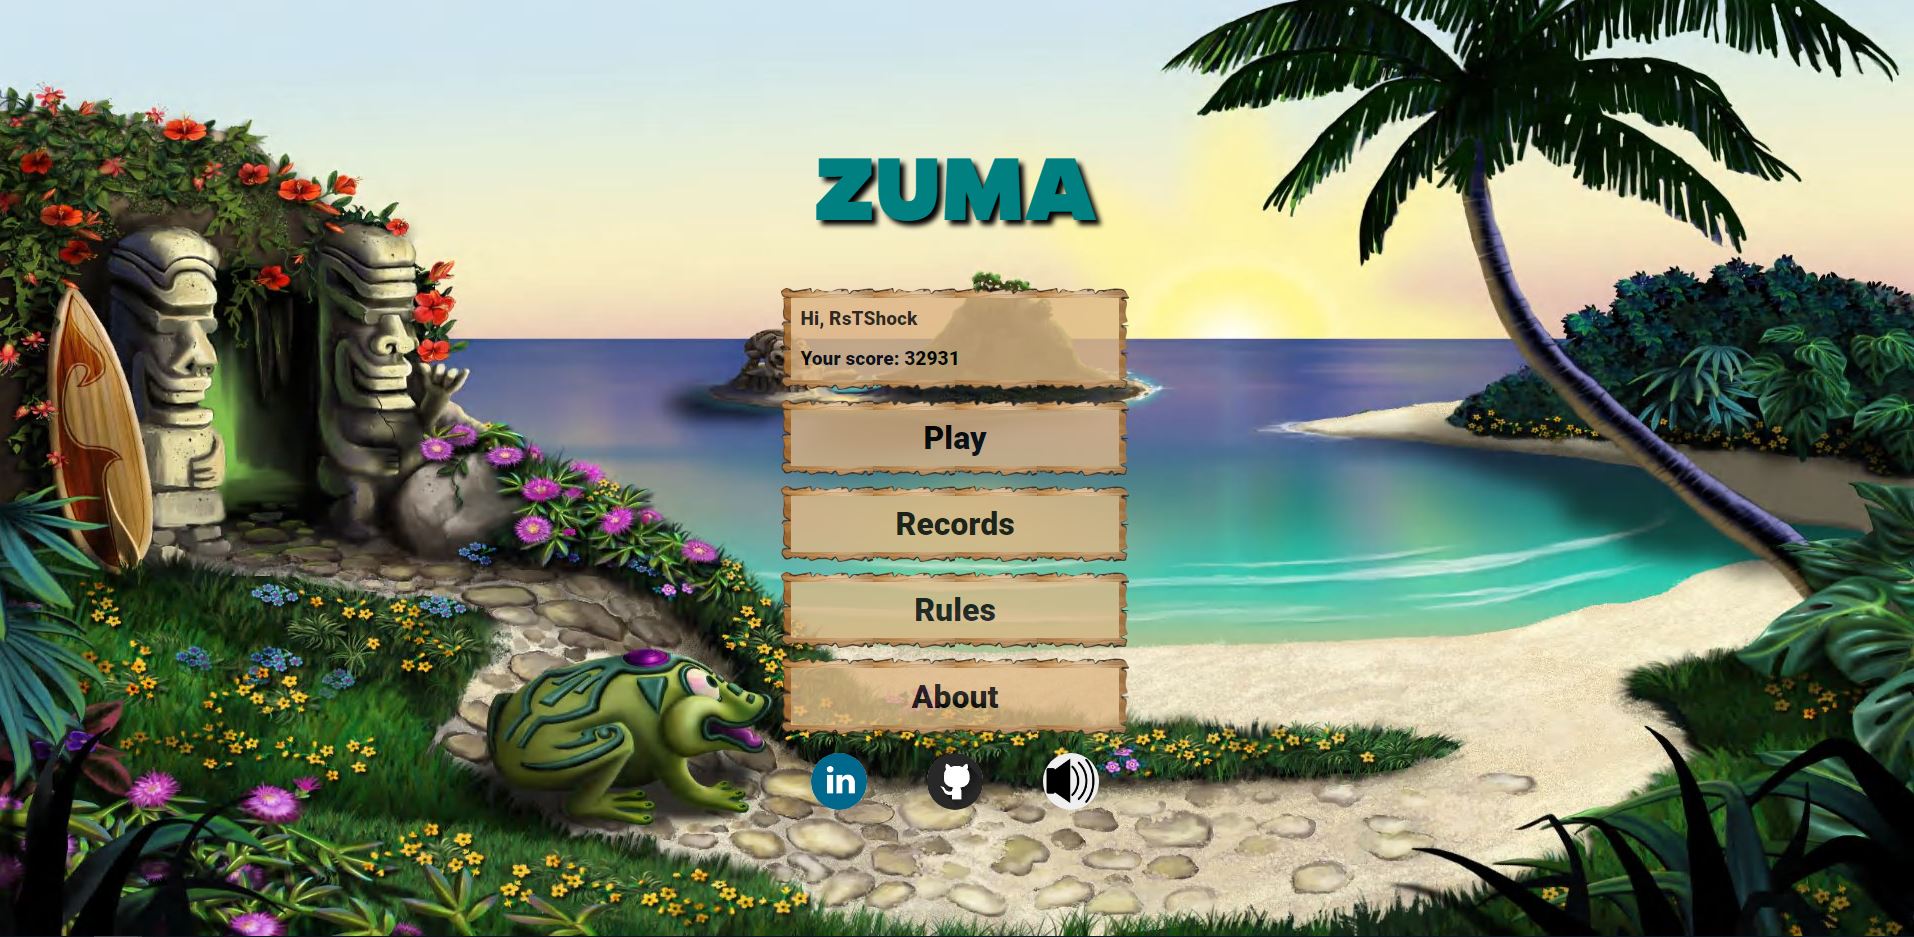 ZUMA
Hi, RsTShock
Your score: 32931
Play
Records
Rules
About
in